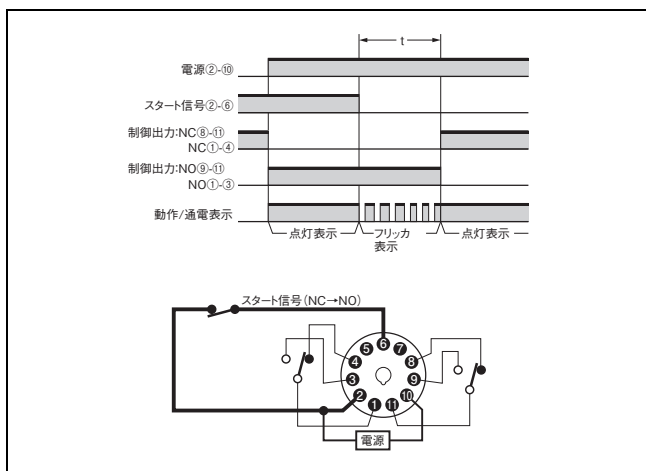 t
電源②-⑩
スタート信号②-⑥
制御出力:NC⑧-⑪
NC①-④
制御出力:NO⑨-⑪
NO①-③
動作/通電表示
点灯表示
フリッカ
表示
点灯表示
スタート信号(NC→NO)
⑥
⑤ ⑦
④ ⑧
③ ⑨
② ⑩
① ⑪
電源